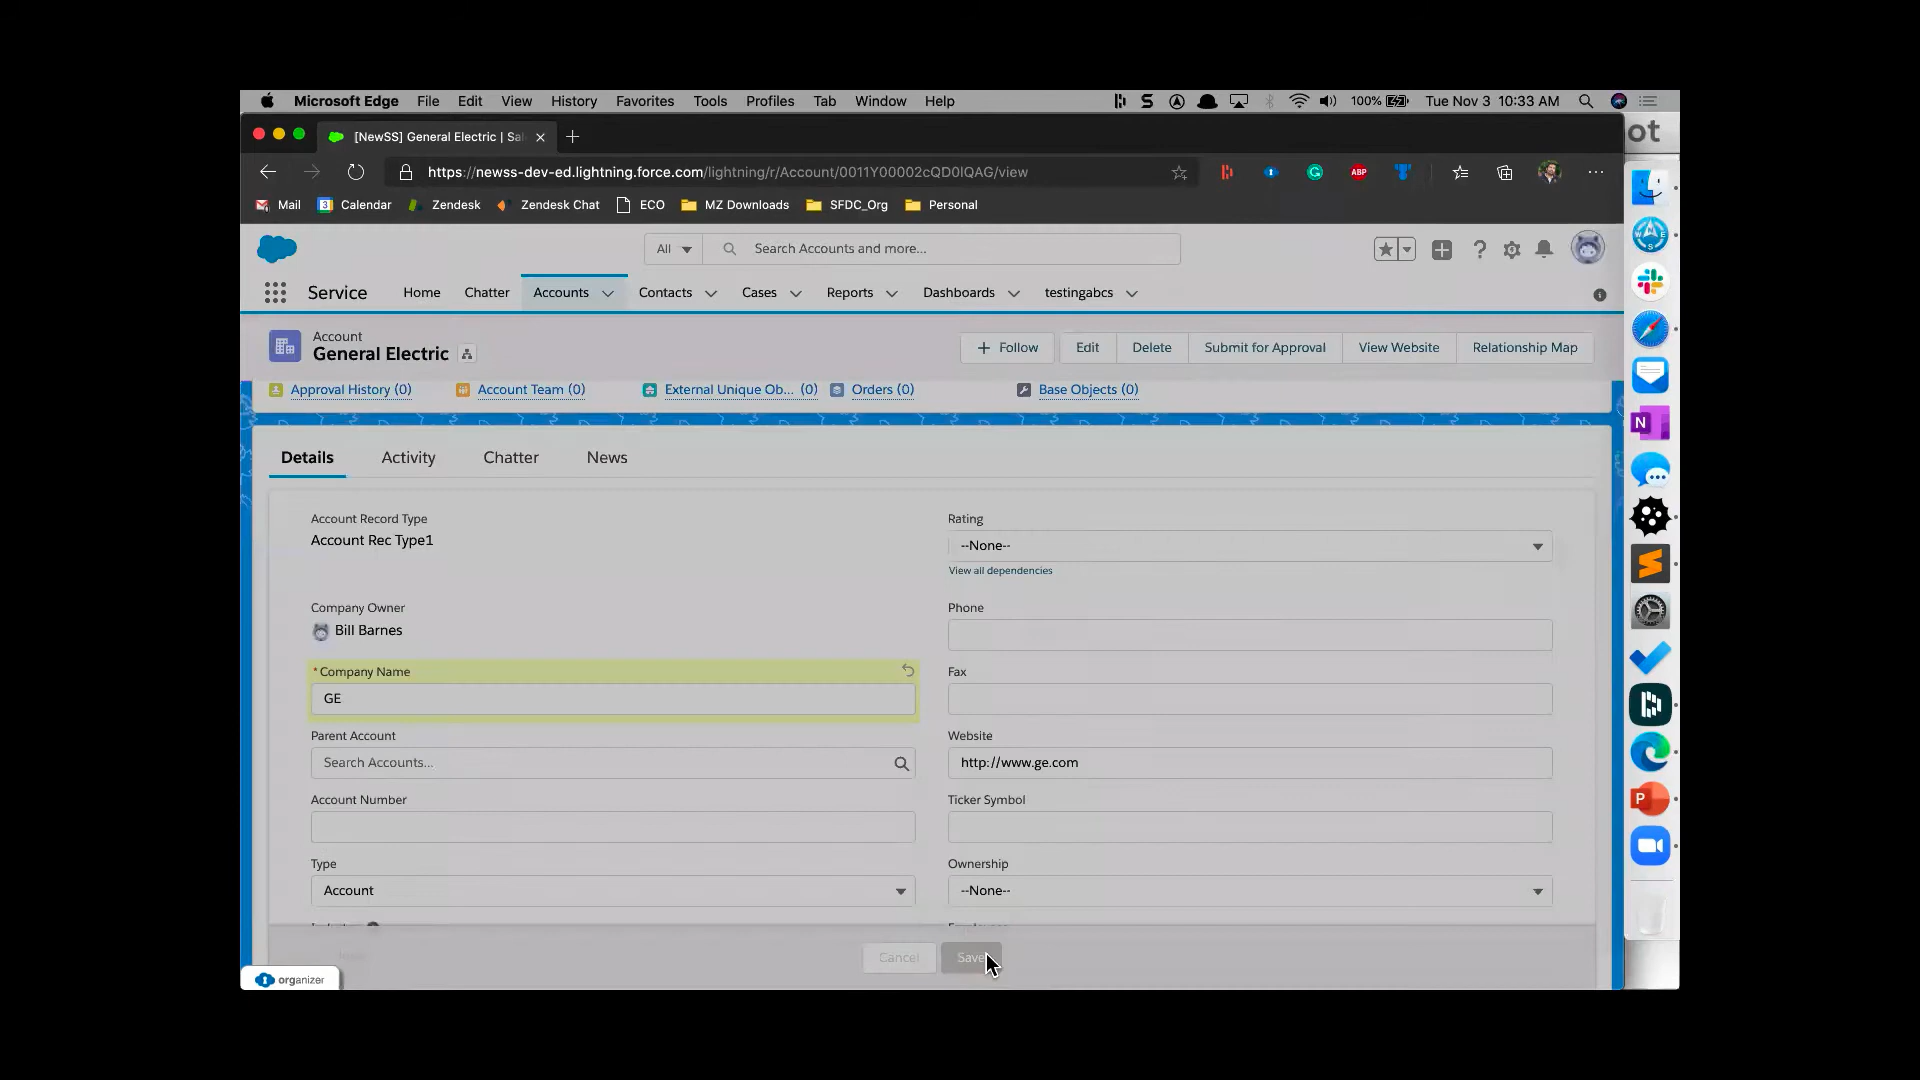 Microsoft Edge File Edit View History Favorites Tools Profiles Tab Window Help 100% Tue Nov 3 10:33 AM
ot
[NewSS] General Electric | Sal
https://newss-dev-ed.lightning.force.com/lightning/r/Account/0011Y00002cQD0lQAG/view
ABP
Mail Calendar Zendesk Zendesk Chat ECO MZ Downloads SFDC_Org Personal
All Search Accounts and more...
Service Home Chatter Accounts Contacts Cases Reports Dashboards testingabcs
Account
General Electric
+ Follow Edit Delete Submit for Approval View Website Relationship Map
Approval History (0) Account Team (0) External Unique Ob... (0) Orders (0) Base Objects (0)
Details Activity Chatter News
Account Record Type
Account Rec Type1
Rating
--None--
View all dependencies
Company Owner
Bill Barnes
Phone
* Company Name
GE
Fax
Parent Account
Search Accounts...
Website
http://www.ge.com
Account Number
Ticker Symbol
Type
Account
Ownership
--None--
Cancel Save
organizer